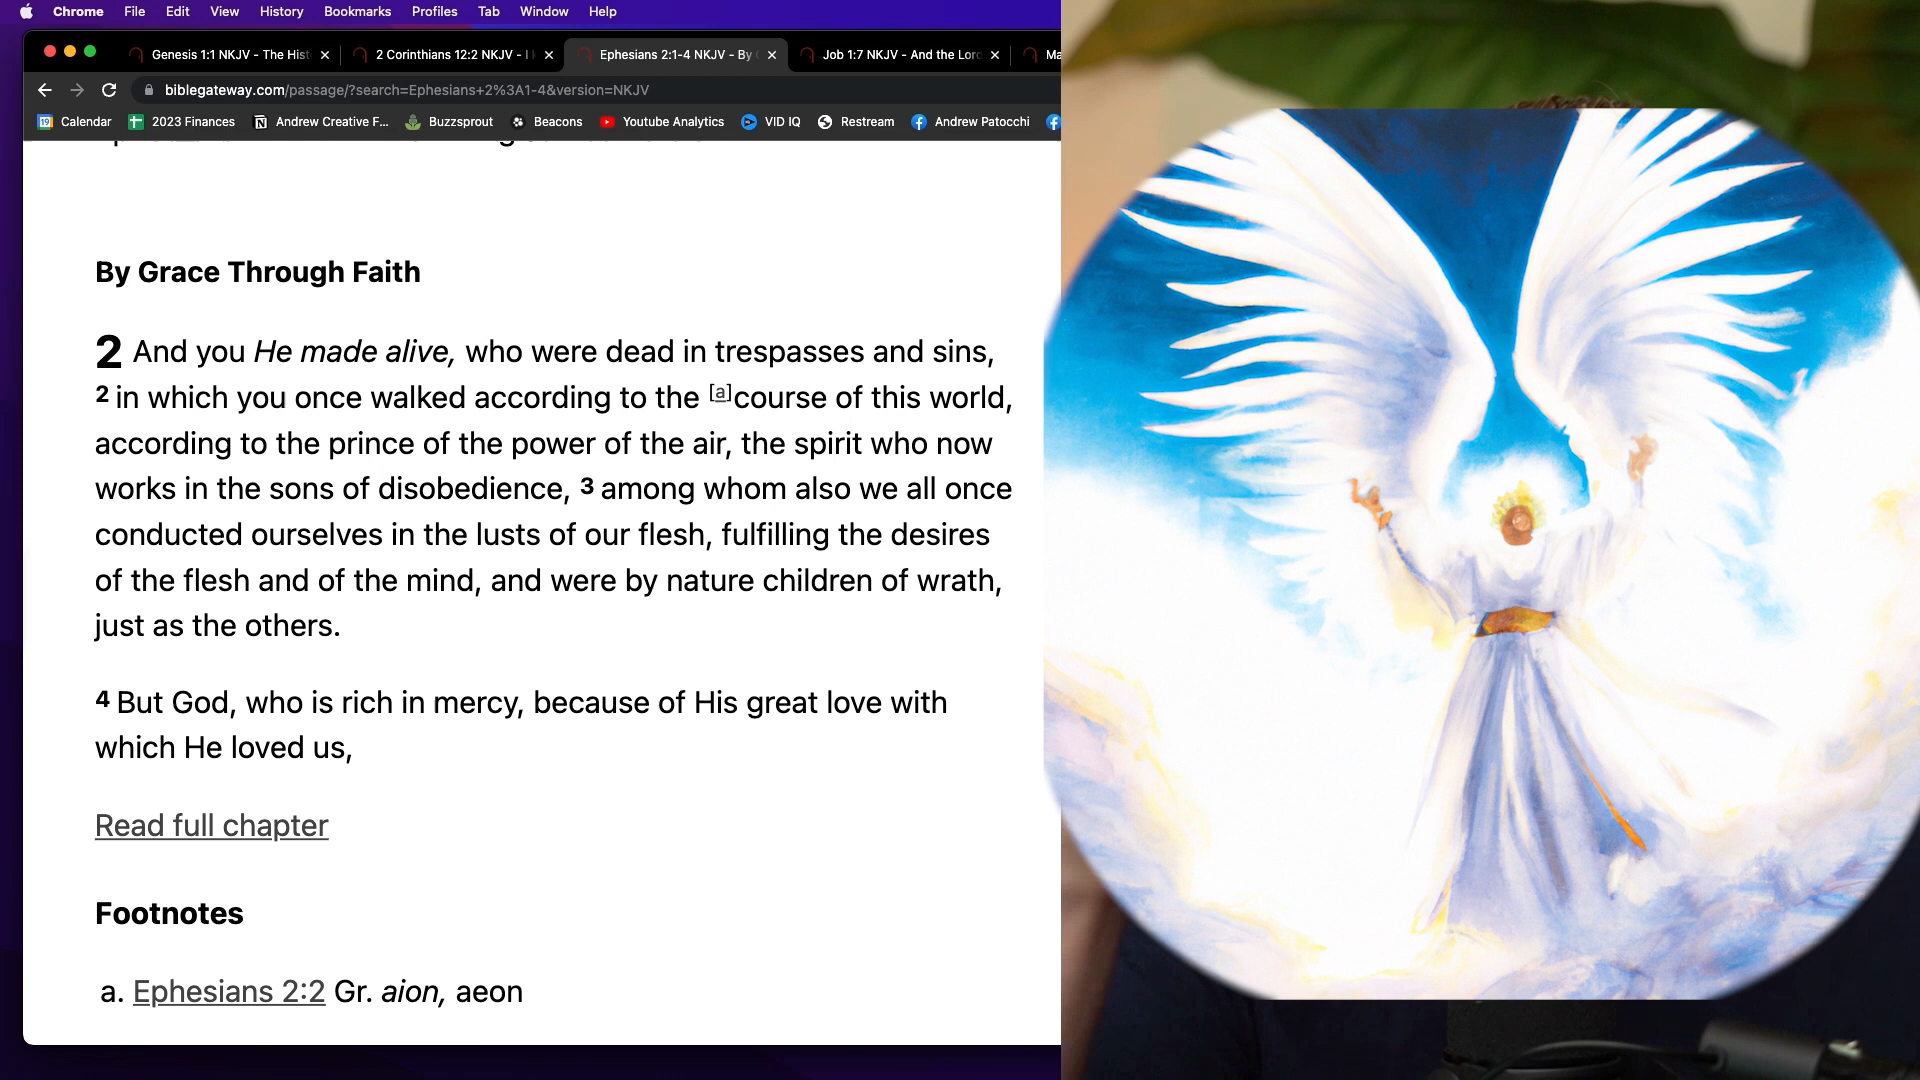 Chrome File Edit View History Bookmarks Profiles Tab Window Help
Genesis 1:1 NKJV - The Hist 2 Corinthians 12:2 NKJV - I k Ephesians 2:1-4 NKJV - By G Job 1:7 NKJV - And the Lord Ma
biblegateway.com/passage/?search=Ephesians+2%3A1-4&version=NKJV
19 Calendar 2023 Finances Andrew Creative F... Buzzsprout Beacons Youtube Analytics VID IQ Restream Andrew Patocchi
By Grace Through Faith
2 And you He made alive, who were dead in trespasses and sins,
2 in which you once walked according to the [a]course of this world,
according to the prince of the power of the air, the spirit who now
works in the sons of disobedience, 3 among whom also we all once
conducted ourselves in the lusts of our flesh, fulfilling the desires
of the flesh and of the mind, and were by nature children of wrath,
just as the others.
4 But God, who is rich in mercy, because of His great love with
which He loved us,
Read full chapter
Footnotes
a. Ephesians 2:2 Gr. aion, aeon